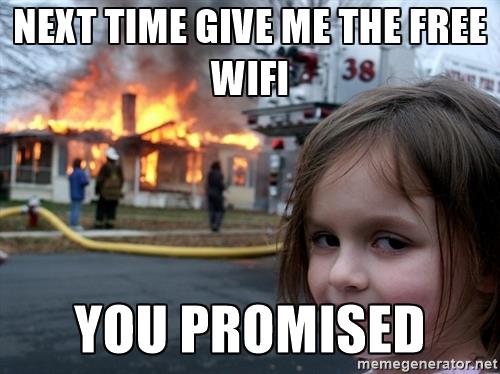 NEXT TIME GIVE ME THE FREE
WIFI
38
YOU PROMISED
memegenerator.net